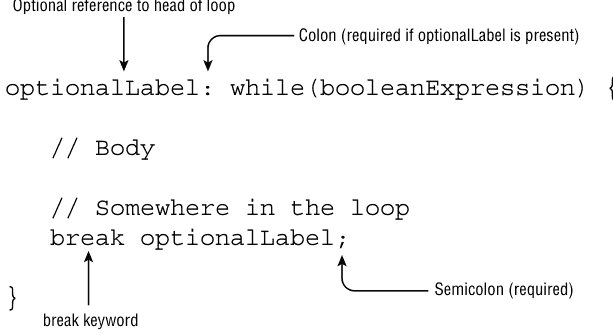 Optional reference to head of loop
Colon (required if optionalLabel is present)
optionalLabel: while(booleanExpression) {
// Body
// Somewhere in the loop
break optionalLabel;
Semicolon (required)
}
break keyword